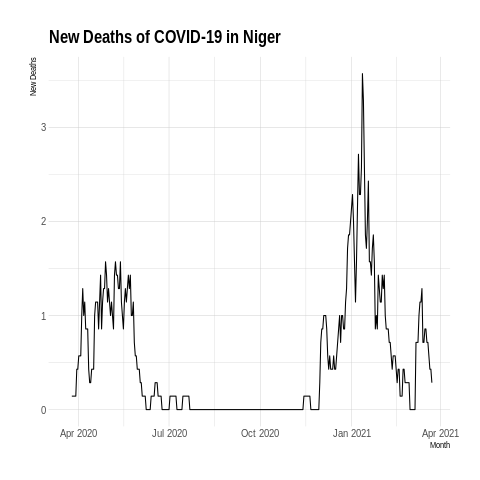 New Deaths of COVID-19 in Niger
New Deaths
3
2
1
0
Apr 2020 Jul 2020 Oct 2020 Jan 2021 Apr 2021
Month